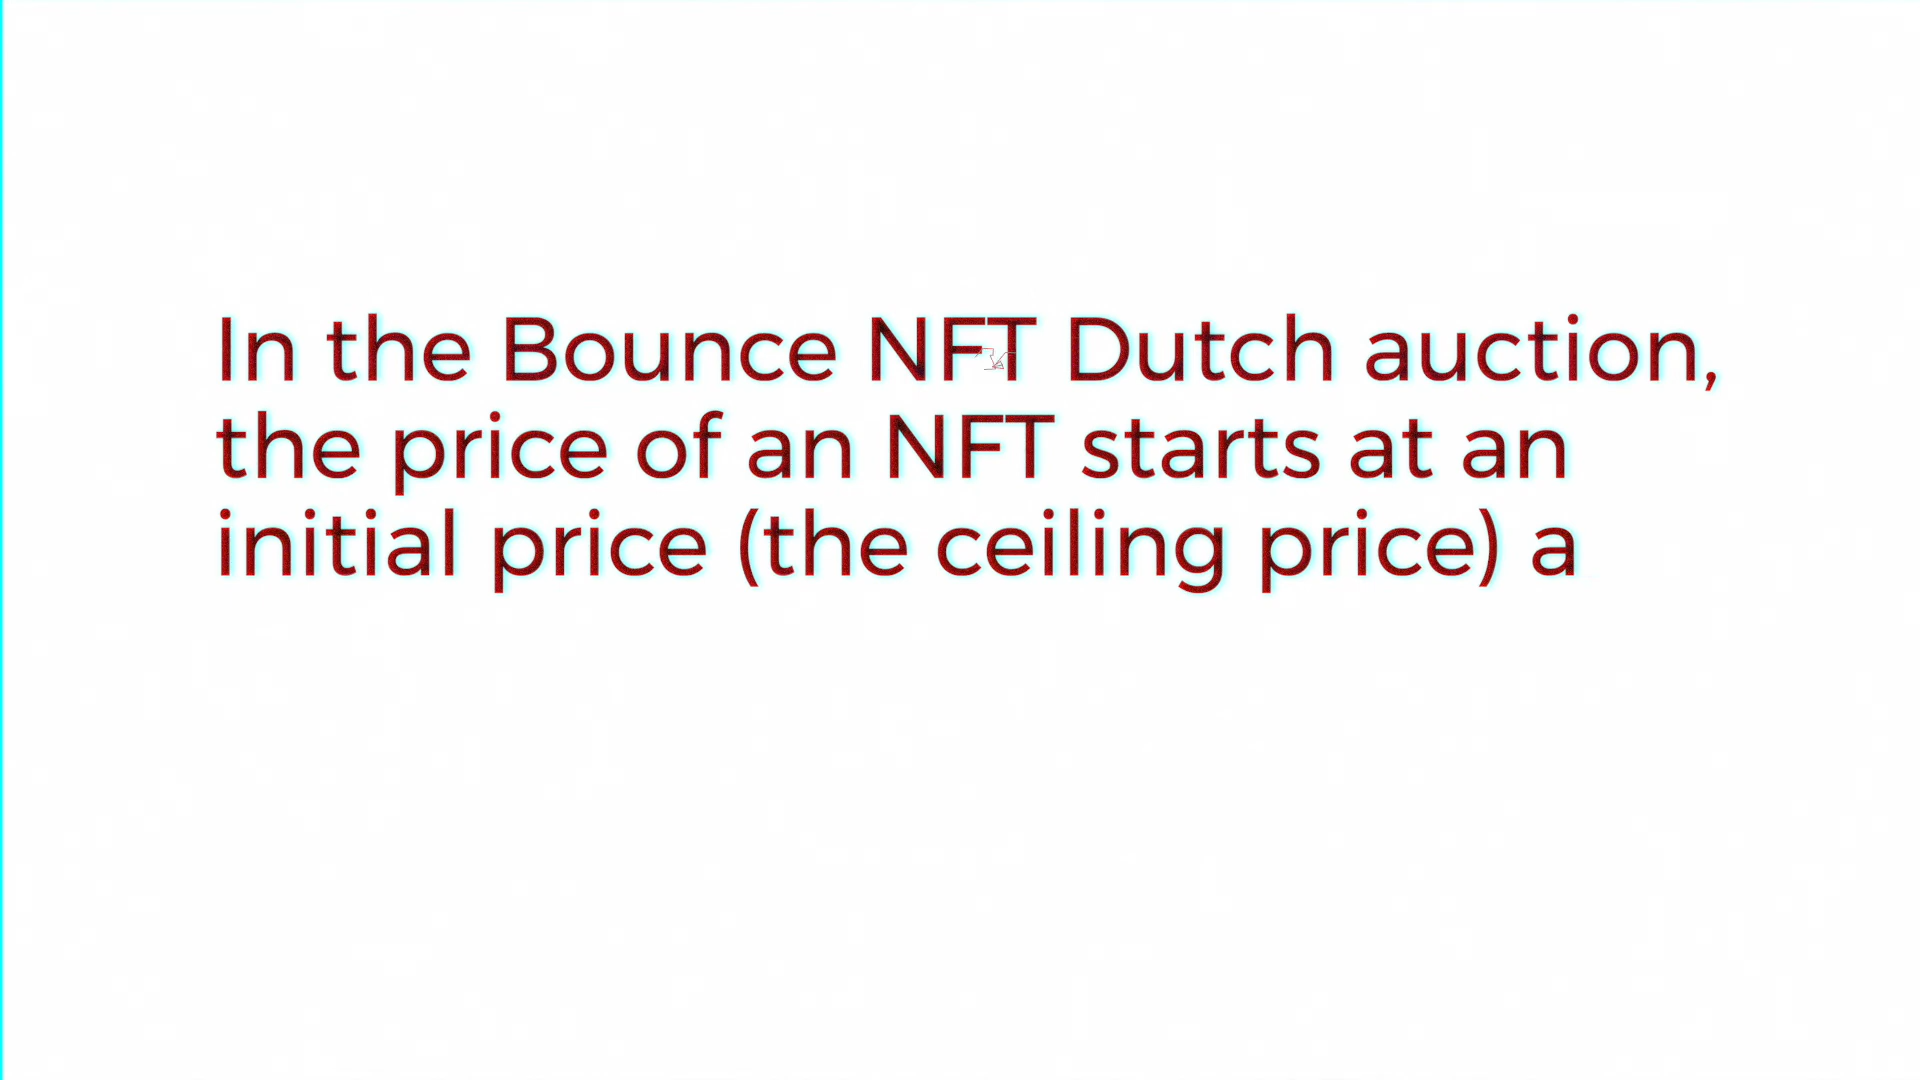 In the Bounce NFT Dutch auction,
the price of an NFT starts at an
initial price (the ceiling price) a